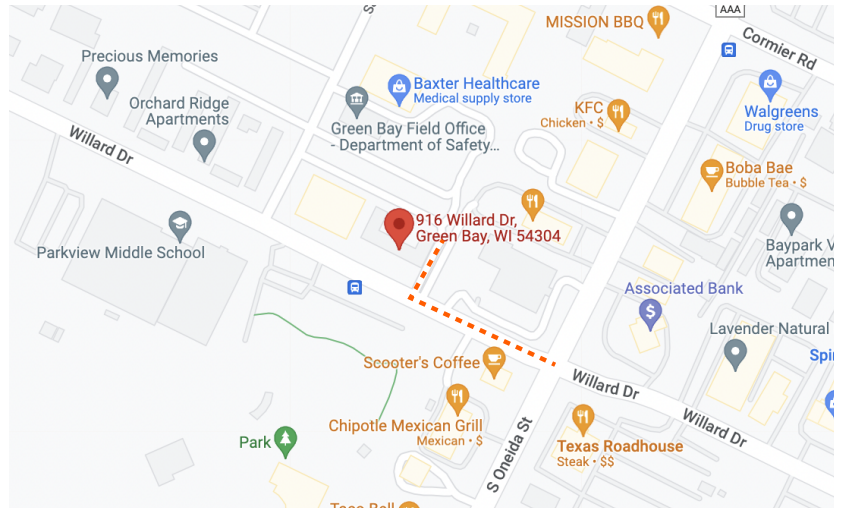 AAA
MISSION BBQ
Cormier Rd
Precious Memories
Baxter Healthcare
Medical supply store
Orchard Ridge
Apartments
KFC
Chicken • $
Walgreens
Drug store
Green Bay Field Office
- Department of Safety...
Willard Dr
Boba Bae
Bubble Tea • $
916 Willard Dr,
Green Bay, WI 54304
Parkview Middle School
Baypark V
Apartmen
Associated Bank
$
Lavender Natural
Spi
Scooter's Coffee
Willard Dr
Willard Dr
Chipotle Mexican Grill
Mexican • $
S Oneida St
Park
Texas Roadhouse
Steak • $$
Taco Bell